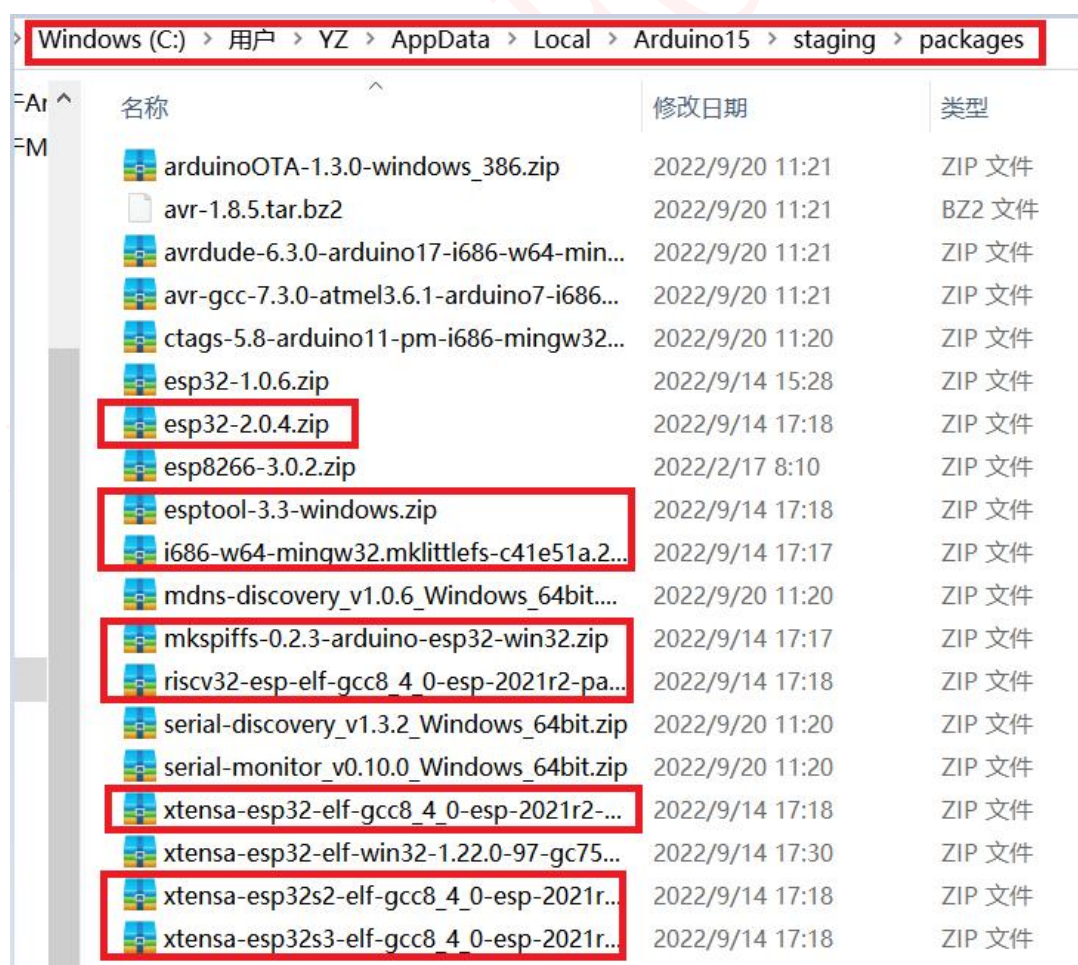 Windows (C:) > 用户 > YZ > AppData > Local > Arduino15 > staging > packages
名称 修改日期 类型
arduinoOTA-1.3.0-windows_386.zip 2022/9/20 11:21 ZIP 文件
avr-1.8.5.tar.bz2 2022/9/20 11:21 BZ2 文件
avrdude-6.3.0-arduino17-i686-w64-min... 2022/9/20 11:21 ZIP 文件
avr-gcc-7.3.0-atmel3.6.1-arduino7-i686... 2022/9/20 11:21 ZIP 文件
ctags-5.8-arduino11-pm-i686-mingw32... 2022/9/20 11:20 ZIP 文件
esp32-1.0.6.zip 2022/9/14 15:28 ZIP 文件
esp32-2.0.4.zip 2022/9/14 17:18 ZIP 文件
esp8266-3.0.2.zip 2022/2/17 8:10 ZIP 文件
esptool-3.3-windows.zip 2022/9/14 17:18 ZIP 文件
i686-w64-mingw32.mklittlefs-c41e51a.2... 2022/9/14 17:17 ZIP 文件
mdns-discovery_v1.0.6_Windows_64bit.... 2022/9/20 11:20 ZIP 文件
mkspiffs-0.2.3-arduino-esp32-win32.zip 2022/9/14 17:17 ZIP 文件
riscv32-esp-elf-gcc8_4_0-esp-2021r2-pa... 2022/9/14 17:18 ZIP 文件
serial-discovery_v1.3.2_Windows_64bit.zip 2022/9/20 11:20 ZIP 文件
serial-monitor_v0.10.0_Windows_64bit.zip 2022/9/20 11:20 ZIP 文件
xtensa-esp32-elf-gcc8_4_0-esp-2021r2-... 2022/9/14 17:18 ZIP 文件
xtensa-esp32-elf-win32-1.22.0-97-gc75... 2022/9/14 17:30 ZIP 文件
xtensa-esp32s2-elf-gcc8_4_0-esp-2021r... 2022/9/14 17:18 ZIP 文件
xtensa-esp32s3-elf-gcc8_4_0-esp-2021r... 2022/9/14 17:18 ZIP 文件